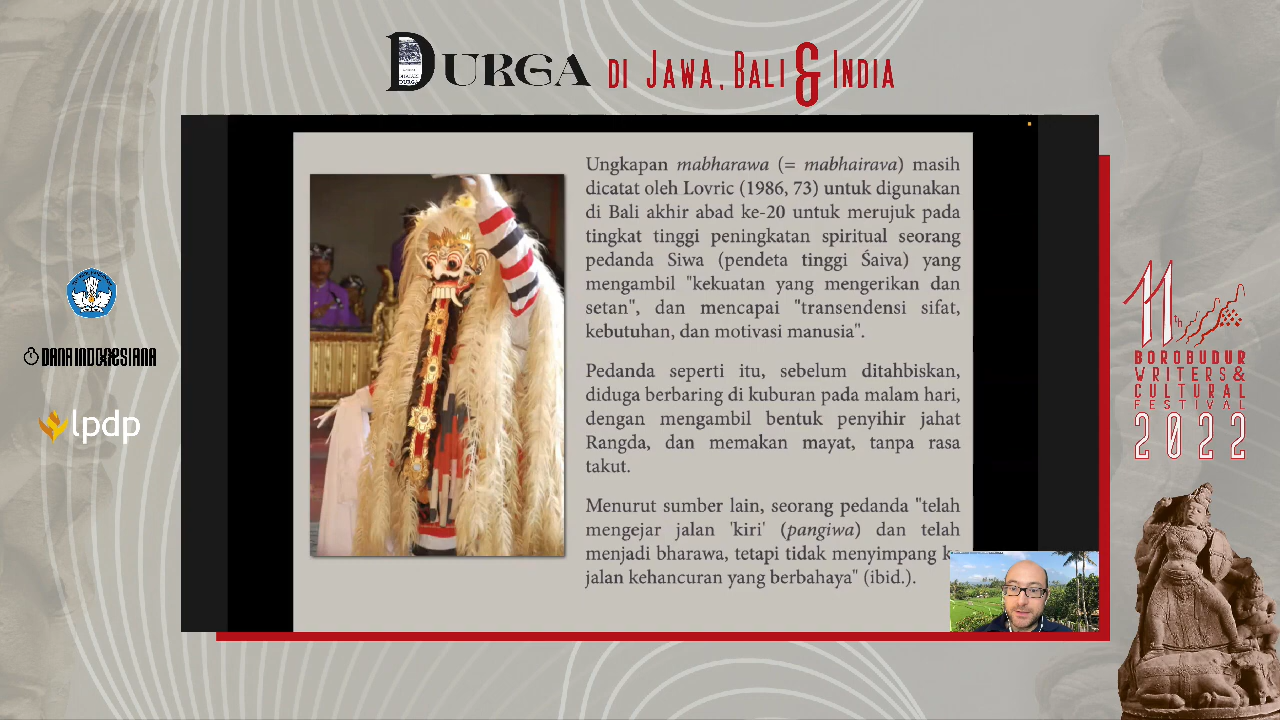 DURGA DI JAWA, BALI & INDIA
Ungkapan mabharawa (= mabhairava) masih
dicatat oleh Lovric (1986, 73) untuk digunakan
di Bali akhir abad ke-20 untuk merujuk pada
tingkat tinggi peningkatan spiritual seorang
pedanda Siwa (pendeta tinggi Śaiva) yang
mengambil "kekuatan yang mengerikan dan
setan", dan mencapai "transendensi sifat,
kebutuhan, dan motivasi manusia".
Pedanda seperti itu, sebelum ditahbiskan,
diduga berbaring di kuburan pada malam hari,
dengan mengambil bentuk penyihir jahat
Rangda, dan memakan mayat, tanpa rasa
takut.
Menurut sumber lain, seorang pedanda "telah
mengejar jalan 'kiri' (pangiwa) dan telah
menjadi bharawa, tetapi tidak menyimpang
jalan kehancuran yang berbahaya" (ibid.).
DANA INDONESIANA
lpdp
11th
BOROBUDUR
WRITERS &
CULTURAL
FESTIVAL
2022